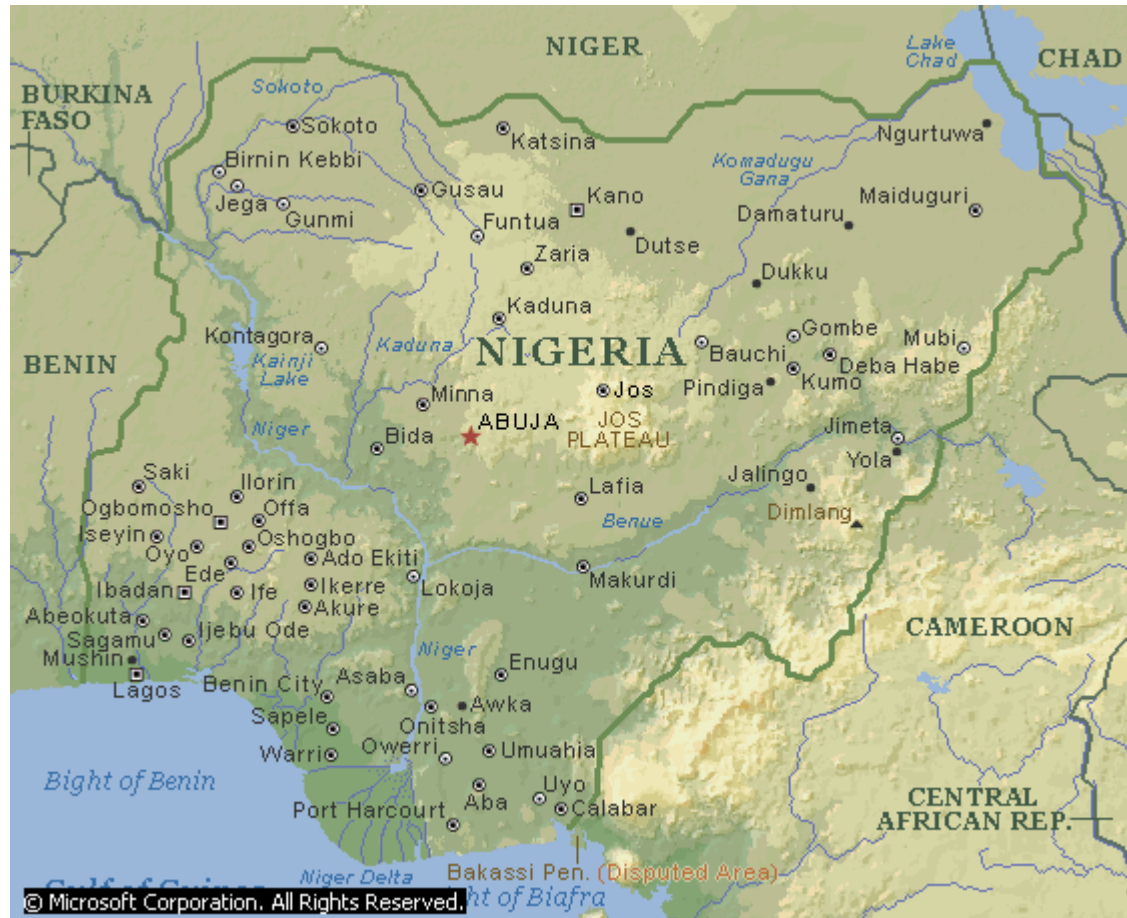 NIGER
Lake
Chad
CHAD
BURKINA
FASO
Sokoto
Sokoto
Katsina
Ngurtuwa
Birnin Kebbi
Komadugu
Gana
Jega
Gunmi
Gusau
Kano
Maiduguri
Funtua
Damaturu
Dutse
Zaria
Dukku
Kaduna
Kontagora
Kaduna
NIGERIA
Gombe
Mubi
BENIN
Kainji
Lake
Bauchi
Deba Habe
Pindiga
Kumo
Minna
Jos
ABUJA
JOS
PLATEAU
Niger
Bida
Jimeta
Yola
Saki
Ilorin
Lafia
Jalingo
Ogbomosho
Offa
Benue
Dimlang
Iseyin
Oyo
Oshogbo
Ado Ekiti
Ede
Ibadan
Ife
Ikerre
Lokoja
Makurdi
Akure
Abeokuta
Sagamu
Ijebu Ode
CAMEROON
Mushin
Niger
Enugu
Lagos
Benin City
Asaba
Awka
Sapele
Onitsha
Warri
Owerri
Umuahia
Bight of Benin
Uyo
Port Harcourt
Aba
Calabar
CENTRAL
AFRICAN REP.
Bakassi Pen. (Disputed Area)
Niger Delta
of Biafra
© Microsoft Corporation. All Rights Reserved.